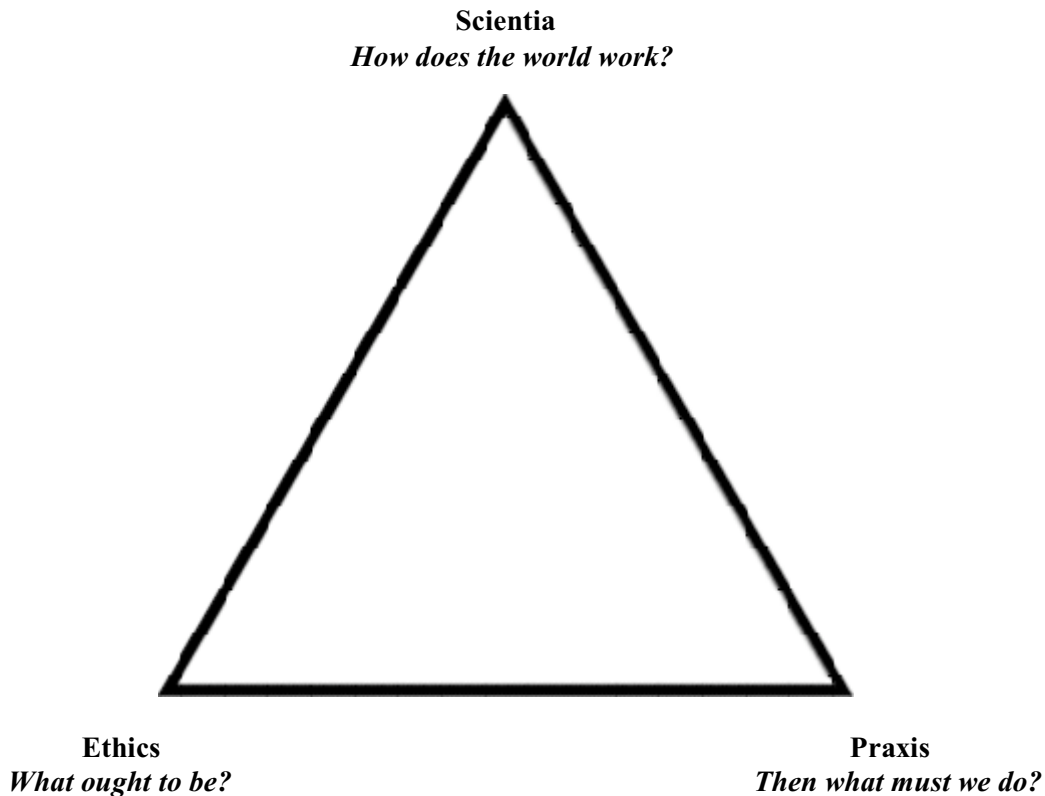 Scientia
How does the world work?
Ethics
What ought to be?
Praxis
Then what must we do?